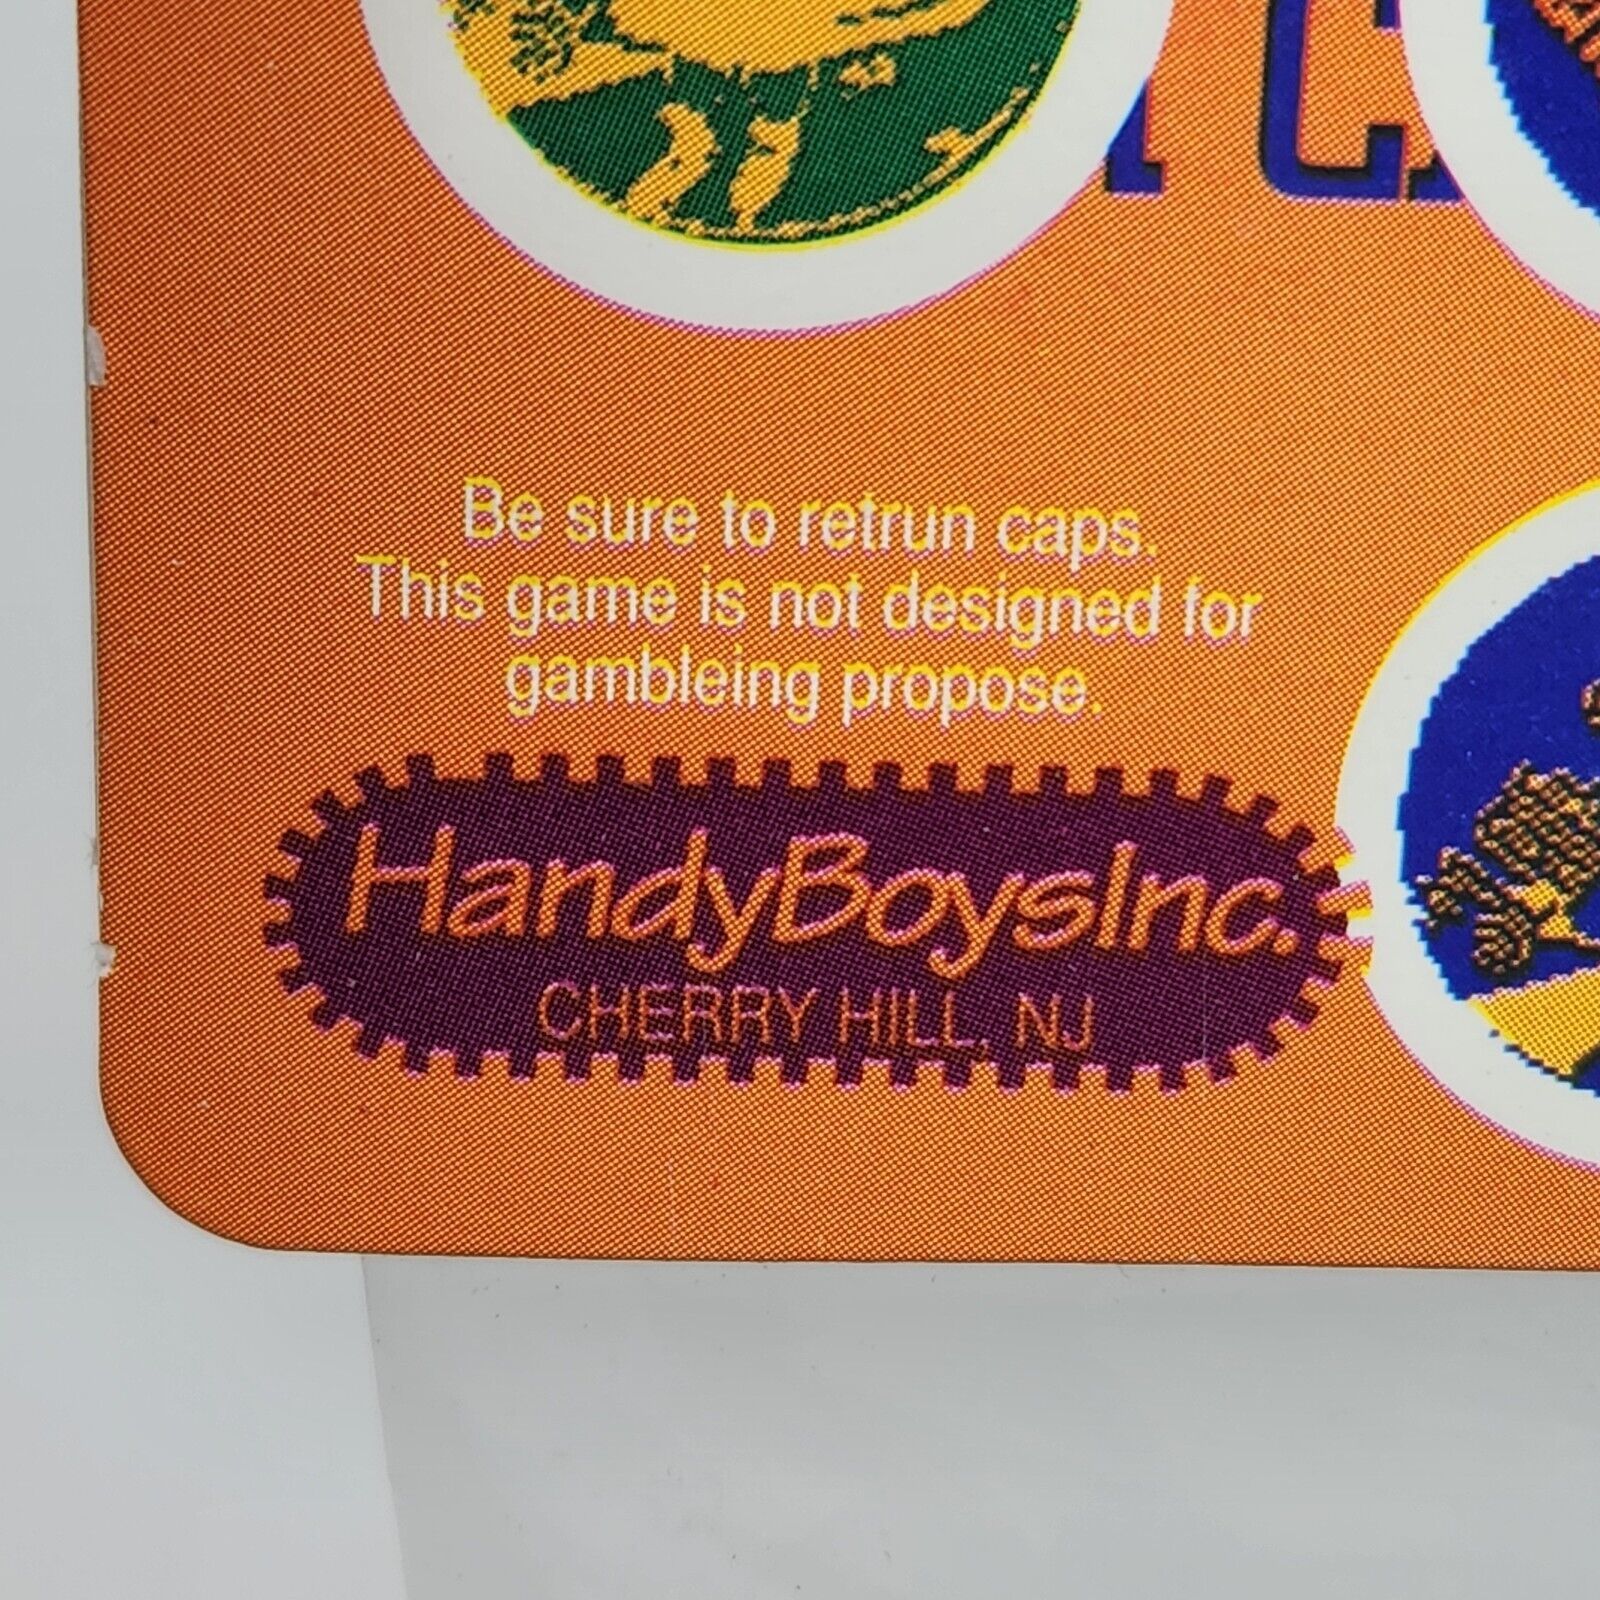 Be sure to retrun caps.
This game is not designed for
gambleing propose.
HandyBoysInc.
CHERRY HILL, NJ